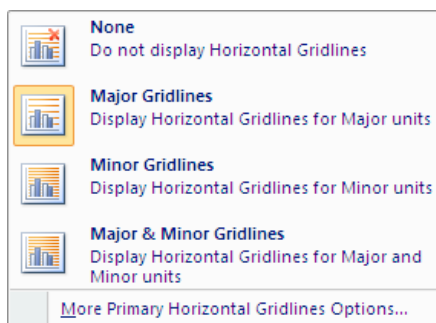 None
Do not display Horizontal Gridlines
Major Gridlines
Display Horizontal Gridlines for Major units
Minor Gridlines
Display Horizontal Gridlines for Minor units
Major & Minor Gridlines
Display Horizontal Gridlines for Major and
Minor units
More Primary Horizontal Gridlines Options...